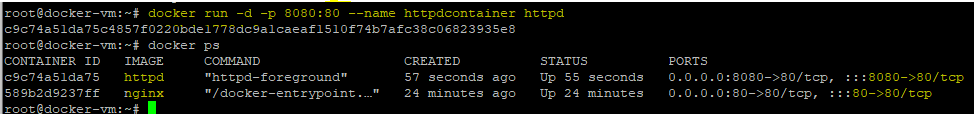 root@docker-vm:~# docker run -d -p 8080:80 --name httpdcontainer httpd
c9c74a51da75c4857f0220bde1778dc9a1caeaf1510f74b7afc38c06823935e8
root@docker-vm:~# docker ps
CONTAINER ID IMAGE COMMAND CREATED STATUS PORTS
c9c74a51da75 httpd "httpd-foreground" 57 seconds ago Up 55 seconds 0.0.0.0:8080->80/tcp, :::8080->80/tcp
589b2d9237ff nginx "/docker-entrypoint.…" 24 minutes ago Up 24 minutes 0.0.0.0:80->80/tcp, :::80->80/tcp
root@docker-vm:~#